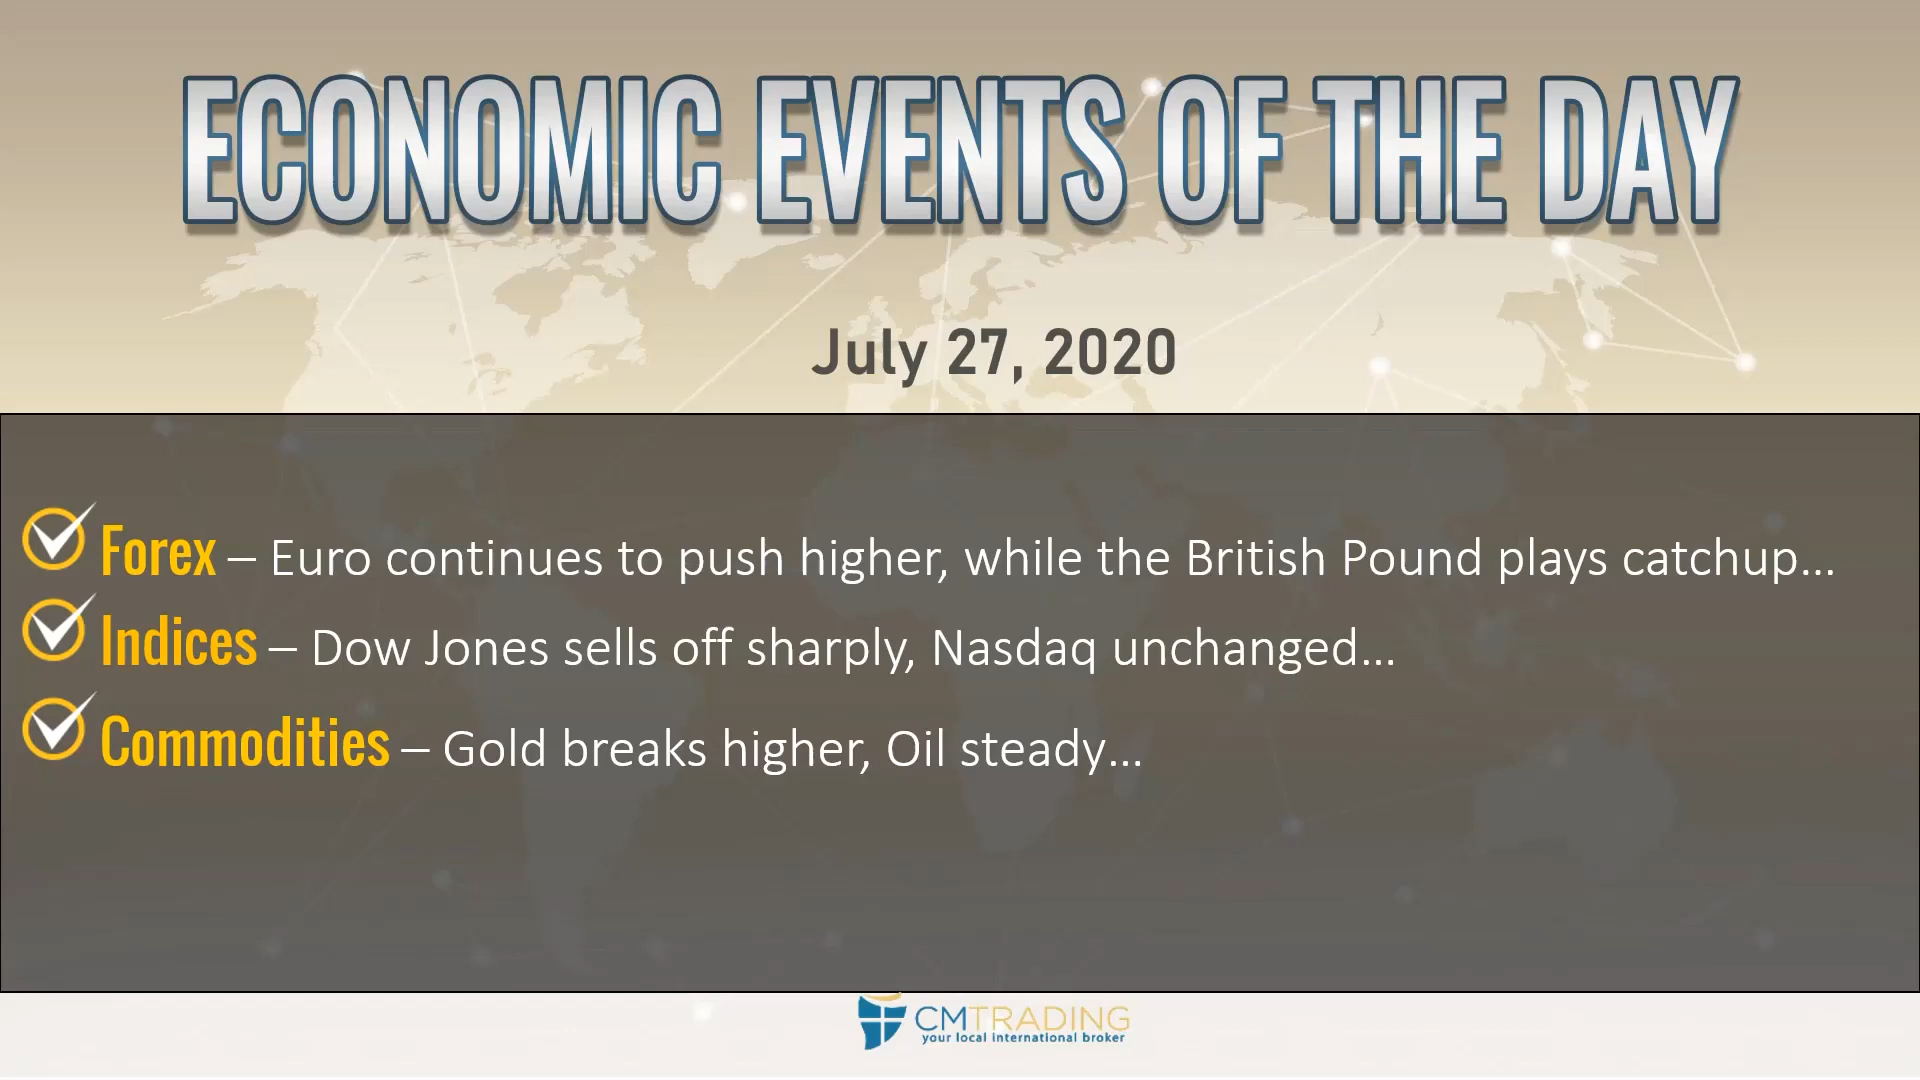 ECONOMIC EVENTS OF THE DAY
July 27, 2020
Forex – Euro continues to push higher, while the British Pound plays catchup...
Indices – Dow Jones sells off sharply, Nasdaq unchanged...
Commodities – Gold breaks higher, Oil steady...
CMTRADING
your local international broker